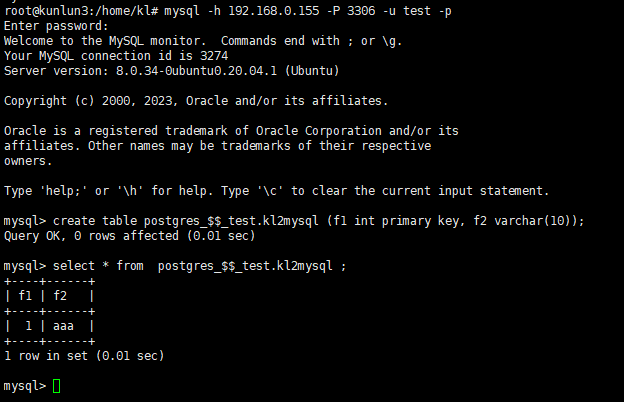 root@kunlun3:/home/kl# mysql -h 192.168.0.155 -P 3306 -u test -p
Enter password:
Welcome to the MySQL monitor.  Commands end with ; or \g.
Your MySQL connection id is 3274
Server version: 8.0.34-0ubuntu0.20.04.1 (Ubuntu)
Copyright (c) 2000, 2023, Oracle and/or its affiliates.
Oracle is a registered trademark of Oracle Corporation and/or its
affiliates. Other names may be trademarks of their respective
owners.
Type 'help;' or '\h' for help. Type '\c' to clear the current input statement.
mysql> create table postgres_$$_test.kl2mysql (f1 int primary key, f2 varchar(10));
Query OK, 0 rows affected (0.01 sec)
mysql> select * from  postgres_$$_test.kl2mysql ;
+----+------+
| f1 | f2   |
+----+------+
|  1 | aaa  |
+----+------+
1 row in set (0.01 sec)
mysql>